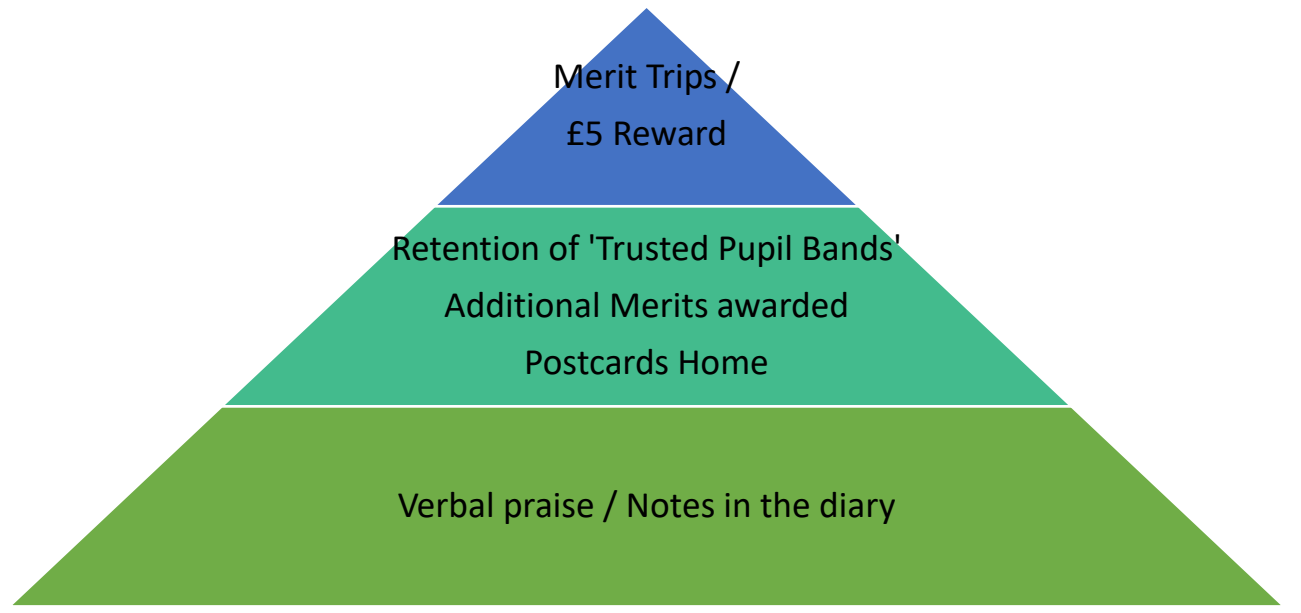 Merit Trips /
£5 Reward
Retention of 'Trusted Pupil Bands'
Additional Merits awarded
Postcards Home
Verbal praise / Notes in the diary